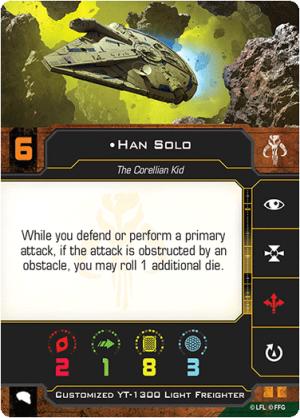 6
•Han Solo
The Corellian Kid
While you defend or perform a primary
attack, if the attack is obstructed by an
obstacle, you may roll 1 additional die.
2 1 8 3
Customized YT-1300 Light Freighter
©LFL ©FFG